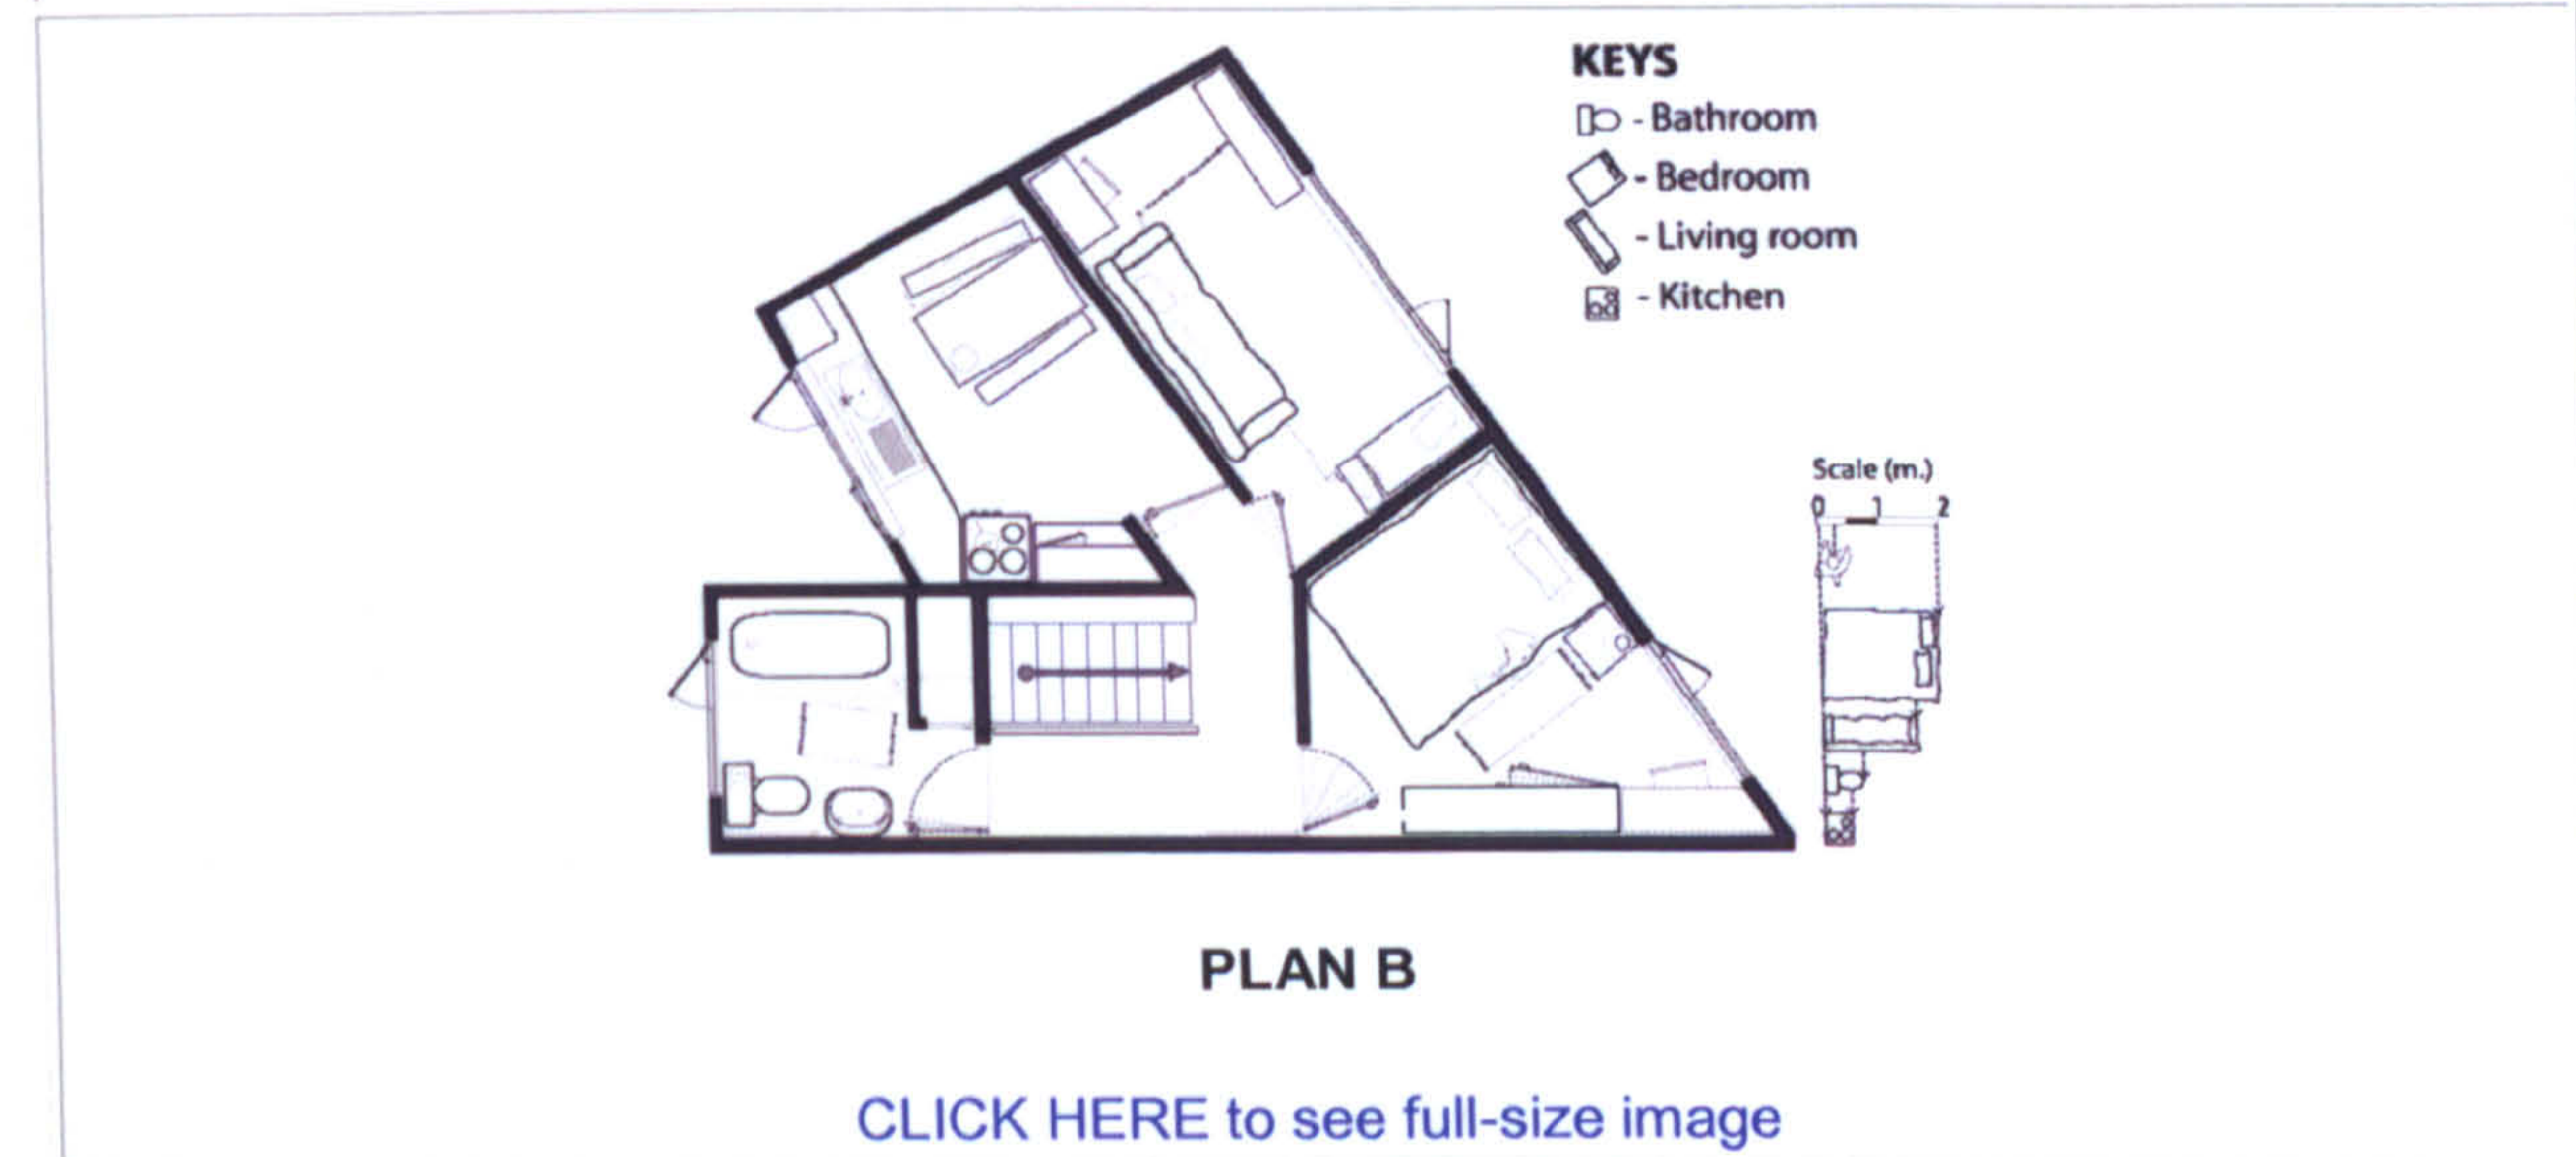 KEYS
- Bathroom
- Bedroom
- Living room
- Kitchen
Scale (m.)
0 1 2
PLAN B
CLICK HERE to see full-size image